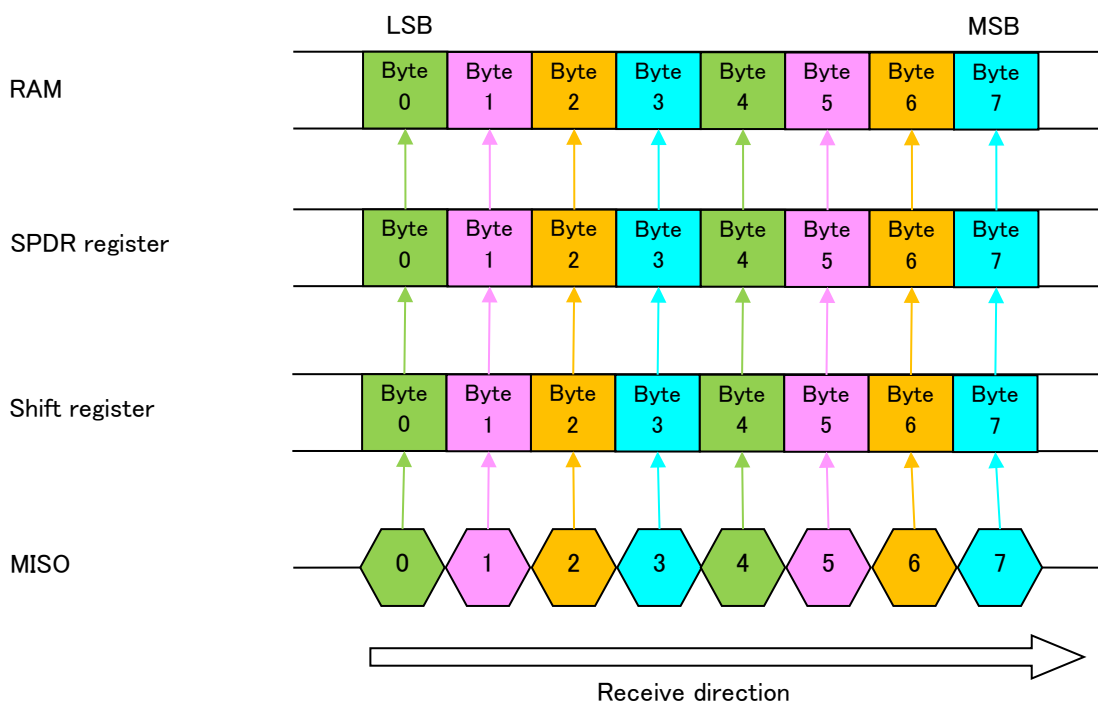 LSB MSB
RAM
Byte Byte Byte Byte Byte Byte Byte Byte
0 1 2 3 4 5 6 7
SPDR register
Byte Byte Byte Byte Byte Byte Byte Byte
0 1 2 3 4 5 6 7
Shift register
Byte Byte Byte Byte Byte Byte Byte Byte
0 1 2 3 4 5 6 7
MISO 0 1 2 3 4 5 6 7
Receive direction